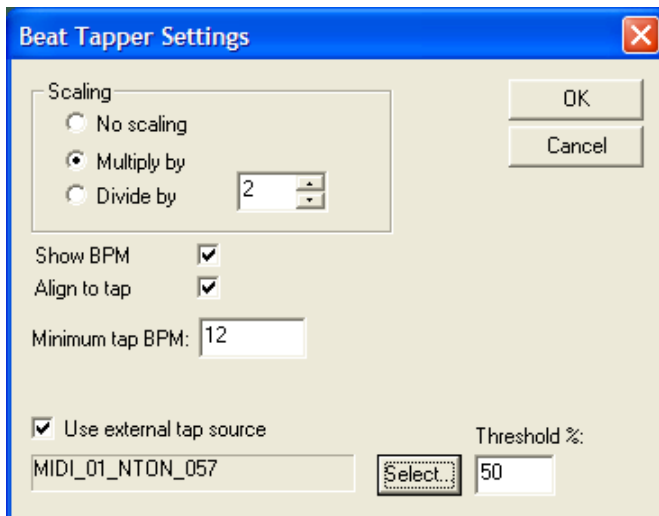 Beat Tapper Settings
Scaling
No scaling
Multiply by
Divide by
2
OK
Cancel
Show BPM
Align to tap
Minimum tap BPM: 12
Use external tap source
Threshold %:
MIDI_01_NTON_057
Select...
50